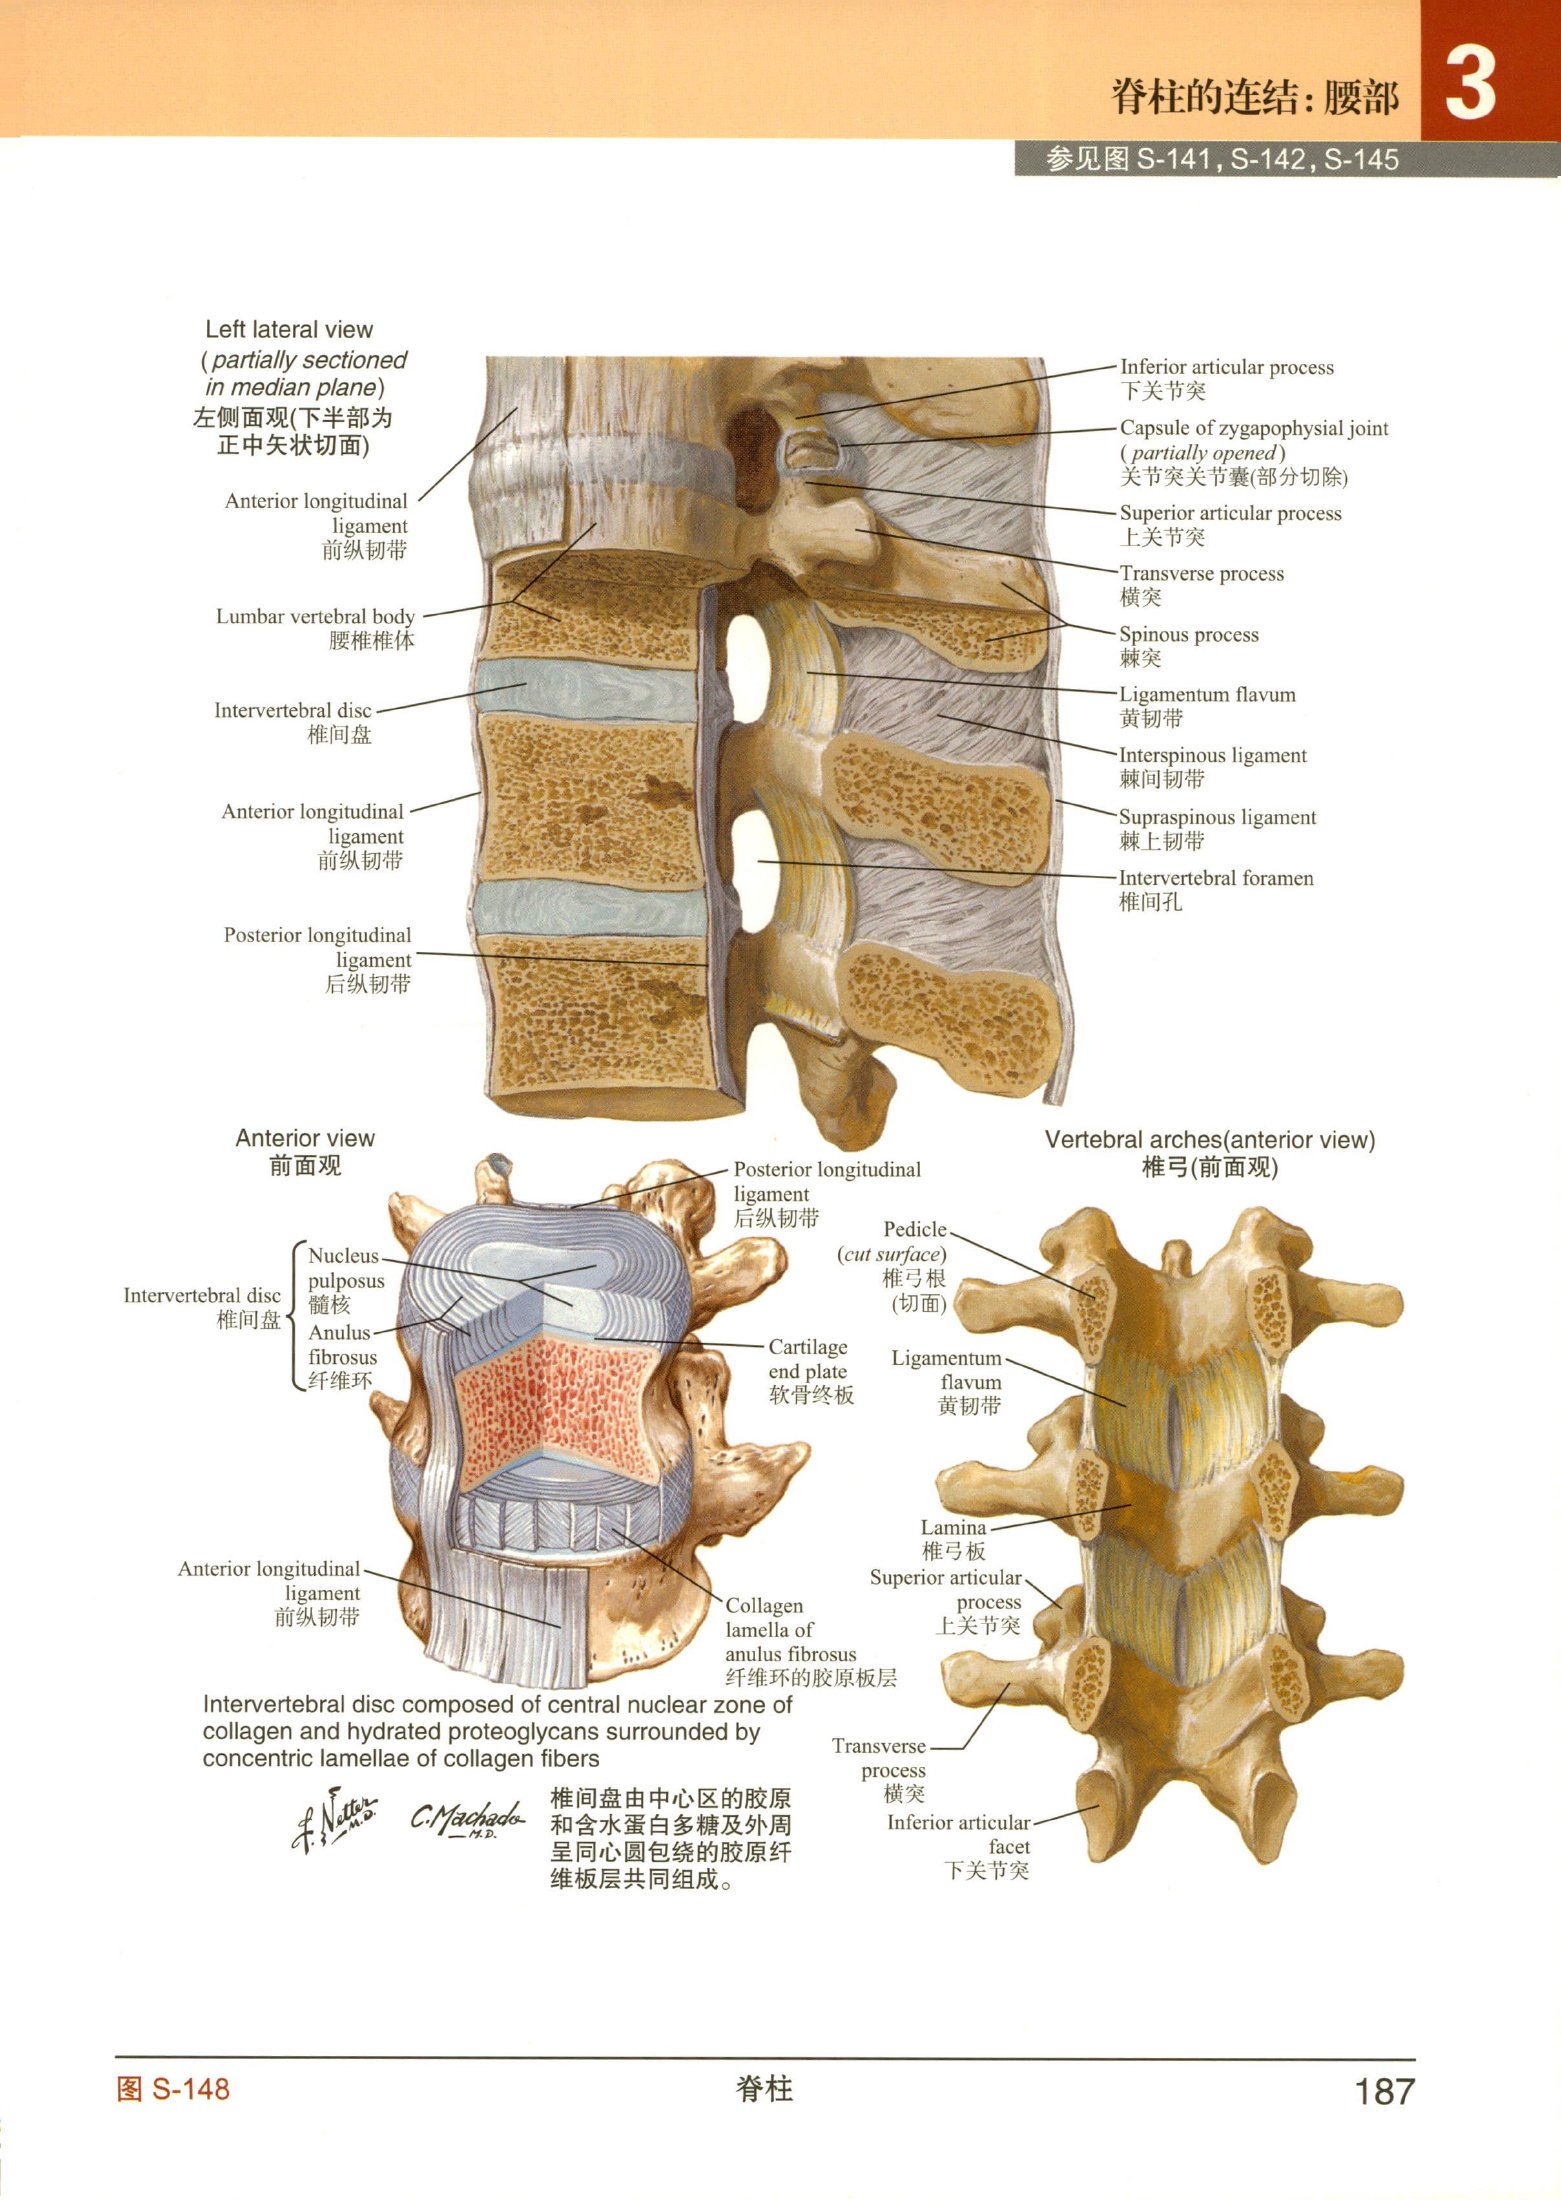 脊柱的连结：腰部
3
参见图 S-141, S-142, S-145
Left lateral view
(partially sectioned
in median plane)
左侧面观(下半部为
正中矢状切面)
Anterior longitudinal
ligament
前纵韧带
Lumbar vertebral body
腰椎椎体
Intervertebral disc
椎间盘
Anterior longitudinal
ligament
前纵韧带
Posterior longitudinal
ligament
后纵韧带
Inferior articular process
下关节突
Capsule of zygapophysial joint
(partially opened)
关节突关节囊(部分切除)
Superior articular process
上关节突
Transverse process
横突
Spinous process
棘突
Ligamentum flavum
黄韧带
Interspinous ligament
棘间韧带
Supraspinous ligament
棘上韧带
Intervertebral foramen
椎间孔
Anterior view
前面观
Posterior longitudinal
ligament
后纵韧带
Intervertebral disc
椎间盘
Nucleus
pulposus
髓核
Anulus
fibrosus
纤维环
Cartilage
end plate
软骨终板
Anterior longitudinal
ligament
前纵韧带
Collagen
lamella of
anulus fibrosus
纤维环的胶原板层
Intervertebral disc composed of central nuclear zone of
collagen and hydrated proteoglycans surrounded by
concentric lamellae of collagen fibers
F. Netter M.D.
C. Machado M.D.
椎间盘由中心区的胶原
和含水蛋白多糖及外周
呈同心圆包绕的胶原纤
维板层共同组成。
Vertebral arches(anterior view)
椎弓(前面观)
Pedicle
(cut surface)
椎弓根
(切面)
Ligamentum
flavum
黄韧带
Lamina
椎弓板
Superior articular
process
上关节突
Transverse
process
横突
Inferior articular
facet
下关节突
图 S-148
脊柱
187